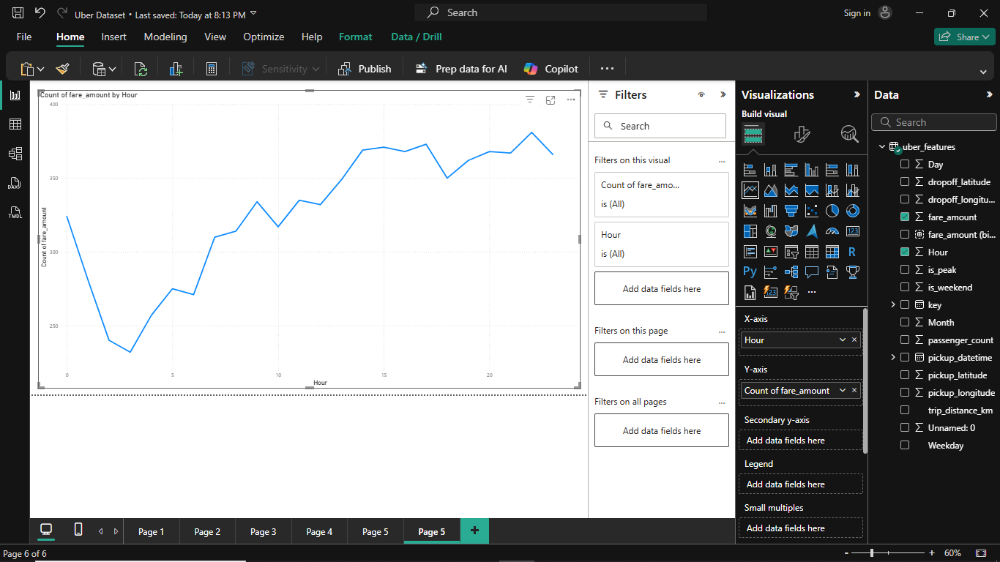 Uber Dataset • Last saved: Today at 8:13 PM
Search
Sign in
File
Home
Insert
Modeling
View
Optimize
Help
Format
Data / Drill
Share
Sensitivity
Publish
Prep data for AI
Copilot
DAX
TMDL
Count of fare_amount by Hour
400
350
300
250
Count of fare_amount
0
5
10
15
20
Hour
Filters
Search
Filters on this visual
Count of fare_amo...
is (All)
Hour
is (All)
Add data fields here
Filters on this page
Add data fields here
Filters on all pages
Add data fields here
Visualizations
Build visual
123
R
Py
123
X-axis
Hour
Y-axis
Count of fare_amount
Secondary y-axis
Add data fields here
Legend
Add data fields here
Small multiples
Add data fields here
Data
Search
uber_features
Day
dropoff_latitude
dropoff_longitu...
fare_amount
fare_amount (bi...
Hour
is_peak
is_weekend
key
Month
passenger_count
pickup_datetime
pickup_latitude
pickup_longitude
trip_distance_km
Unnamed: 0
Weekday
Page 1
Page 2
Page 3
Page 4
Page 5
Page 5
Page 6 of 6
60%